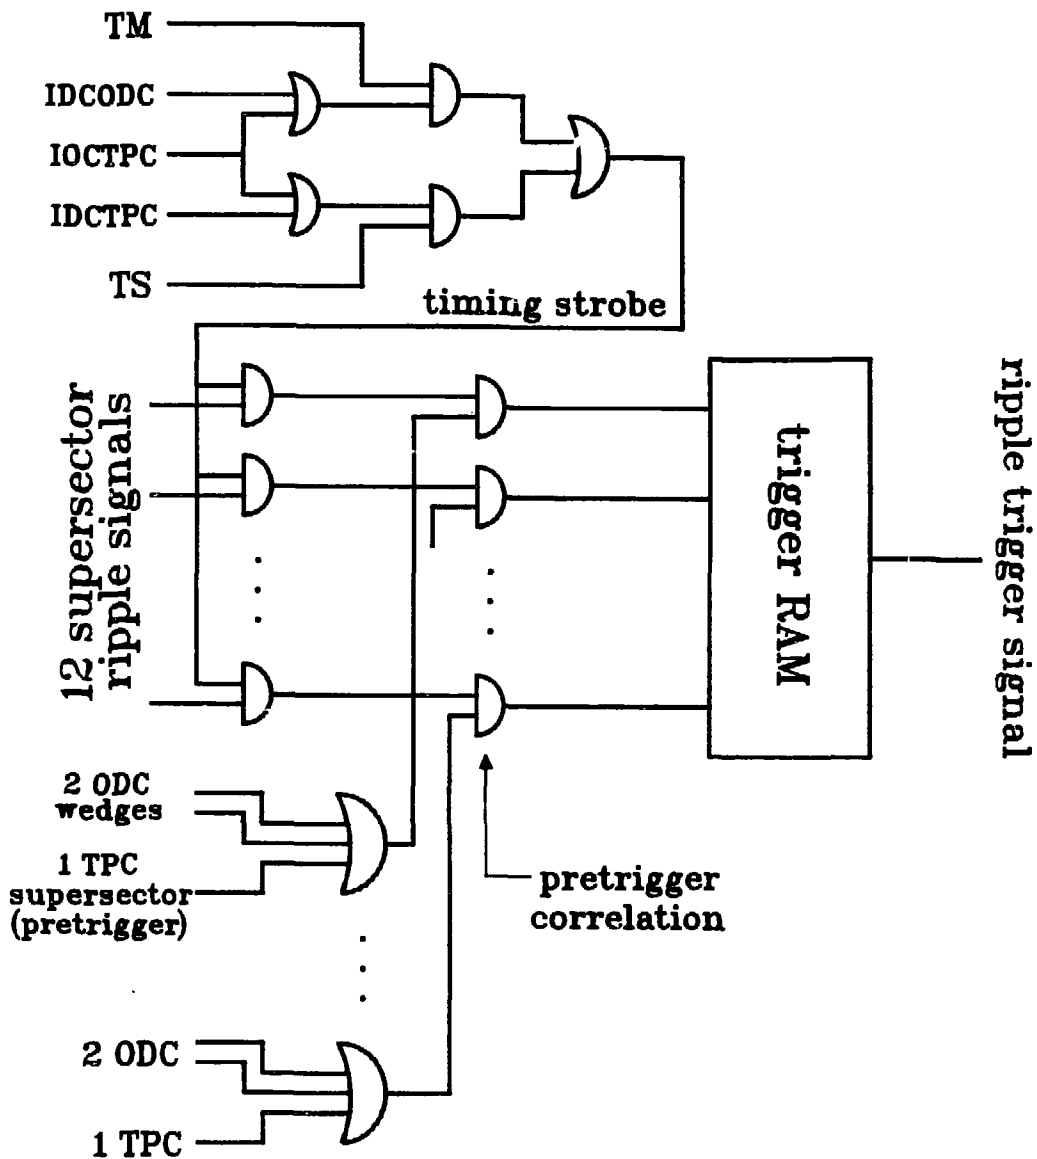 TM
IDCODC
IOCTPC
IDCTPC
TS
timing strobe
12 supersector
ripple signals
trigger RAM
ripple trigger signal
2 ODC
wedges
1 TPC
supersector
(pretrigger)
pretrigger
correlation
2 ODC
1 TPC